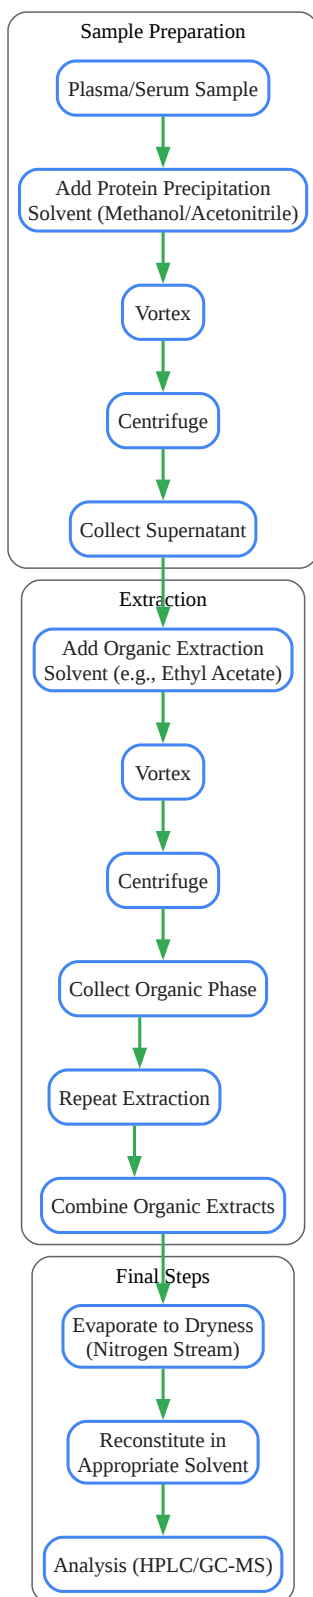 Sample Preparation
Plasma/Serum Sample
Add Protein Precipitation
Solvent (Methanol/Acetonitrile)
Vortex
Centrifuge
Collect Supernatant
Extraction
Add Organic Extraction
Solvent (e.g., Ethyl Acetate)
Vortex
Centrifuge
Collect Organic Phase
Repeat Extraction
Combine Organic Extracts
Final Steps
Evaporate to Dryness
(Nitrogen Stream)
Reconstitute in
Appropriate Solvent
Analysis (HPLC/GC-MS)